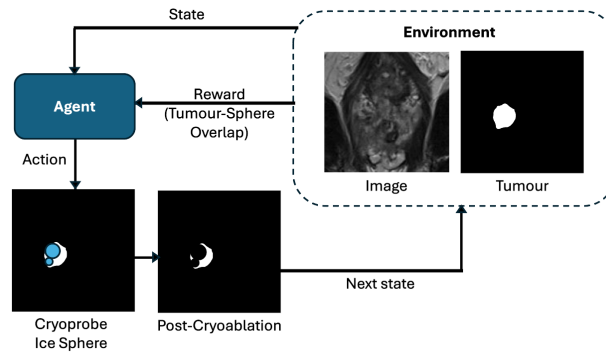 State
Environment
Agent
Reward
(Tumour-Sphere
Overlap)
Action
Image
Tumour
Cryoprobe
Ice Sphere
Post-Cryoablation
Next state